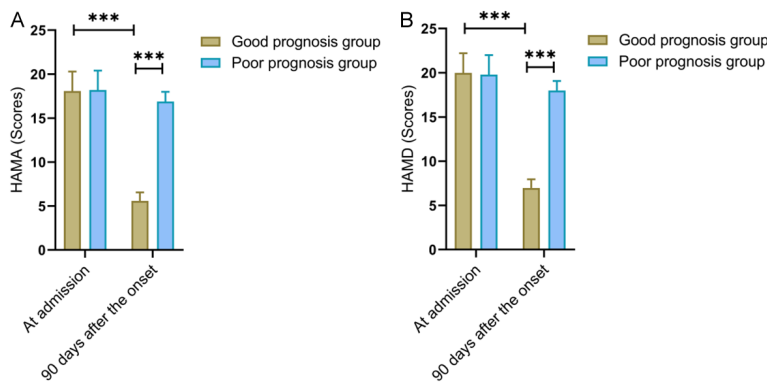 A
***
***
Good prognosis group
Poor prognosis group
HAMA (Scores)
25
20
15
10
5
0
At admission
90 days after the onset
B
***
***
Good prognosis group
Poor prognosis group
HAMD (Scores)
25
20
15
10
5
0
At admission
90 days after the onset